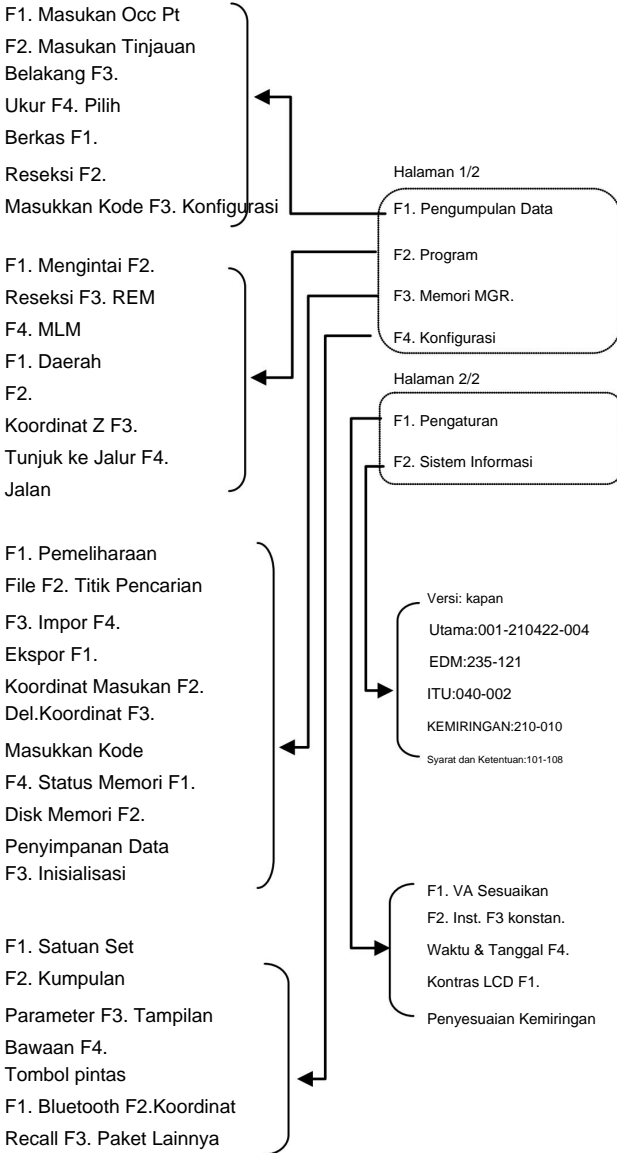 F1. Masukan Occ Pt
F2. Masukan Tinjauan
Belakang F3.
Ukur F4. Pilih
Berkas F1.
Reseksi F2.
Masukkan Kode F3. Konfigurasi
F1. Mengintai F2.
Reseksi F3. REM
F4. MLM
F1. Daerah
F2.
Koordinat Z F3.
Tunjuk ke Jalur F4.
Jalan
F1. Pemeliharaan
File F2. Titik Pencarian
F3. Impor F4.
Ekspor F1.
Koordinat Masukan F2.
Del.Koordinat F3.
Masukkan Kode
F4. Status Memori F1.
Disk Memori F2.
Penyimpanan Data
F3. Inisialisasi
F1. Satuan Set
F2. Kumpulan
Parameter F3. Tampilan
Bawaan F4.
Tombol pintas
F1. Bluetooth F2.Koordinat
Recall F3. Paket Lainnya
Halaman 1/2
F1. Pengumpulan Data
F2. Program
F3. Memori MGR.
F4. Konfigurasi
Halaman 2/2
F1. Pengaturan
F2. Sistem Informasi
Versi: kapan
Utama:001-210422-004
EDM:235-121
ITU:040-002
KEMIRINGAN:210-010
Syarat dan Ketentuan:101-108
F1. VA Sesuaikan
F2. Inst. F3 konstan.
Waktu & Tanggal F4.
Kontras LCD F1.
Penyesuaian Kemiringan